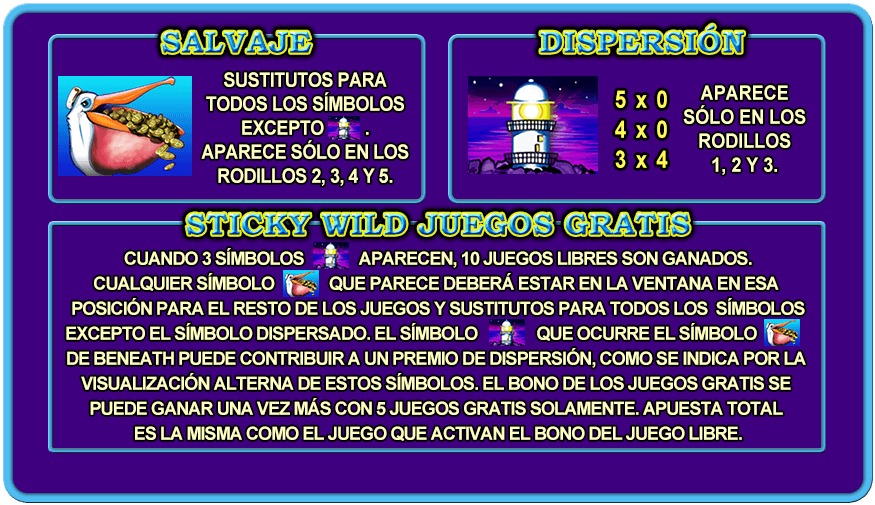 SALVAJE
SUSTITUTOS PARA
TODOS LOS SÍMBOLOS
EXCEPTO .
APARECE SÓLO EN LOS
RODILLOS 2, 3, 4 Y 5.
DISPERSIÓN
5 x 0
4 x 0
3 x 4
APARECE
SÓLO EN LOS
RODILLOS
1, 2 Y 3.
STICKY WILD JUEGOS GRATIS
CUANDO 3 SÍMBOLOS APARECEN, 10 JUEGOS LIBRES SON GANADOS.
CUALQUIER SÍMBOLO QUE PARECE DEBERÁ ESTAR EN LA VENTANA EN ESA
POSICIÓN PARA EL RESTO DE LOS JUEGOS Y SUSTITUTOS PARA TODOS LOS SÍMBOLOS
EXCEPTO EL SÍMBOLO DISPERSADO. EL SÍMBOLO QUE OCURRE EL SÍMBOLO
DE BENEATH PUEDE CONTRIBUIR A UN PREMIO DE DISPERSIÓN, COMO SE INDICA POR LA
VISUALIZACIÓN ALTERNA DE ESTOS SÍMBOLOS. EL BONO DE LOS JUEGOS GRATIS SE
PUEDE GANAR UNA VEZ MÁS CON 5 JUEGOS GRATIS SOLAMENTE. APUESTA TOTAL
ES LA MISMA COMO EL JUEGO QUE ACTIVAN EL BONO DEL JUEGO LIBRE.